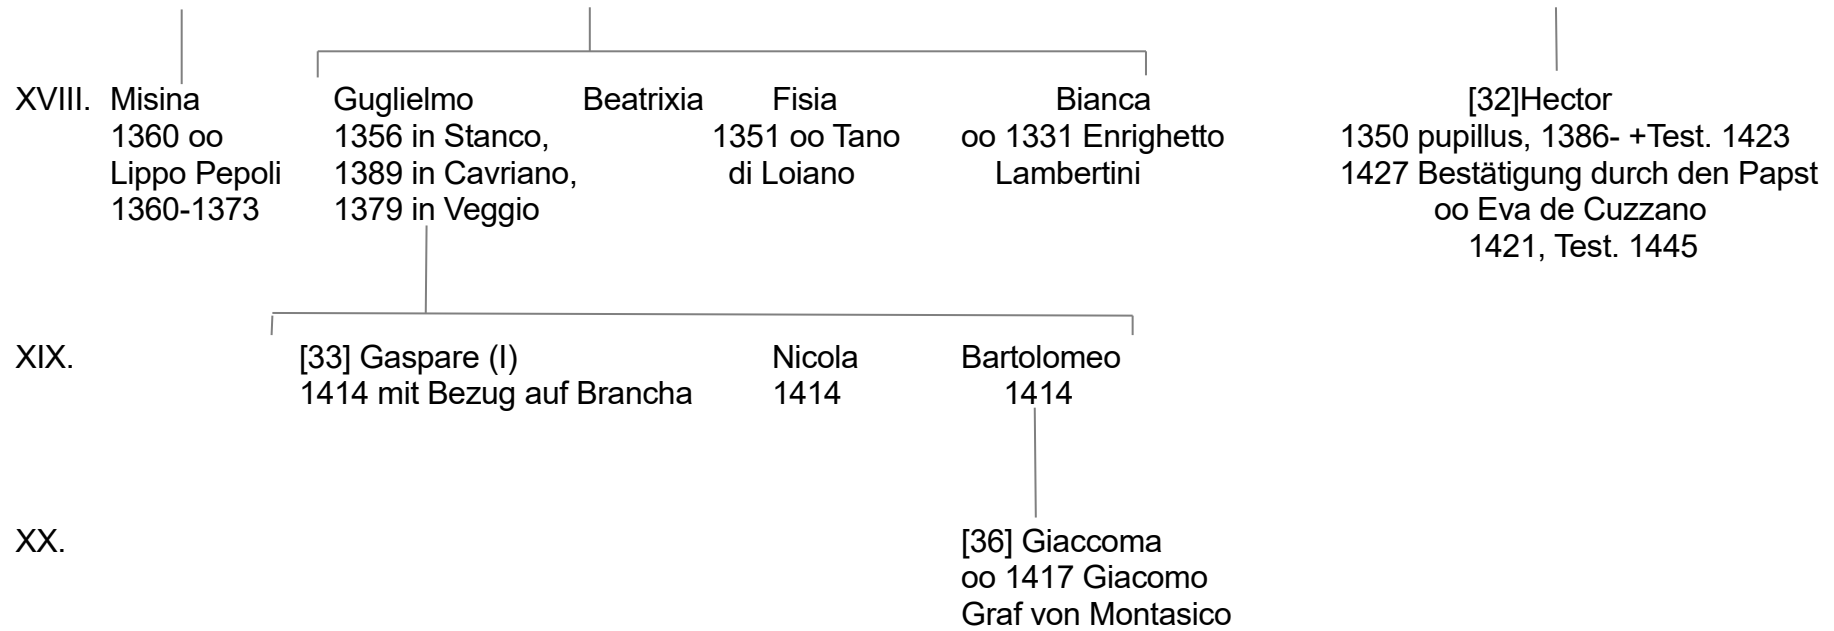 XVIII. Misina Guglielmo Beatrixia Fisia Bianca [32]Hector
1360 oo 1356 in Stanco, 1351 oo Tano oo 1331 Enrighetto 1350 pupillus, 1386- +Test. 1423
Lippo Pepoli 1389 in Cavriano, di Loiano Lambertini 1427 Bestätigung durch den Papst
1360-1373 1379 in Veggio oo Eva de Cuzzano
1421, Test. 1445
XIX. [33] Gaspare (I) Nicola Bartolomeo
1414 mit Bezug auf Brancha 1414 1414
XX. [36] Giaccoma
oo 1417 Giacomo
Graf von Montasico